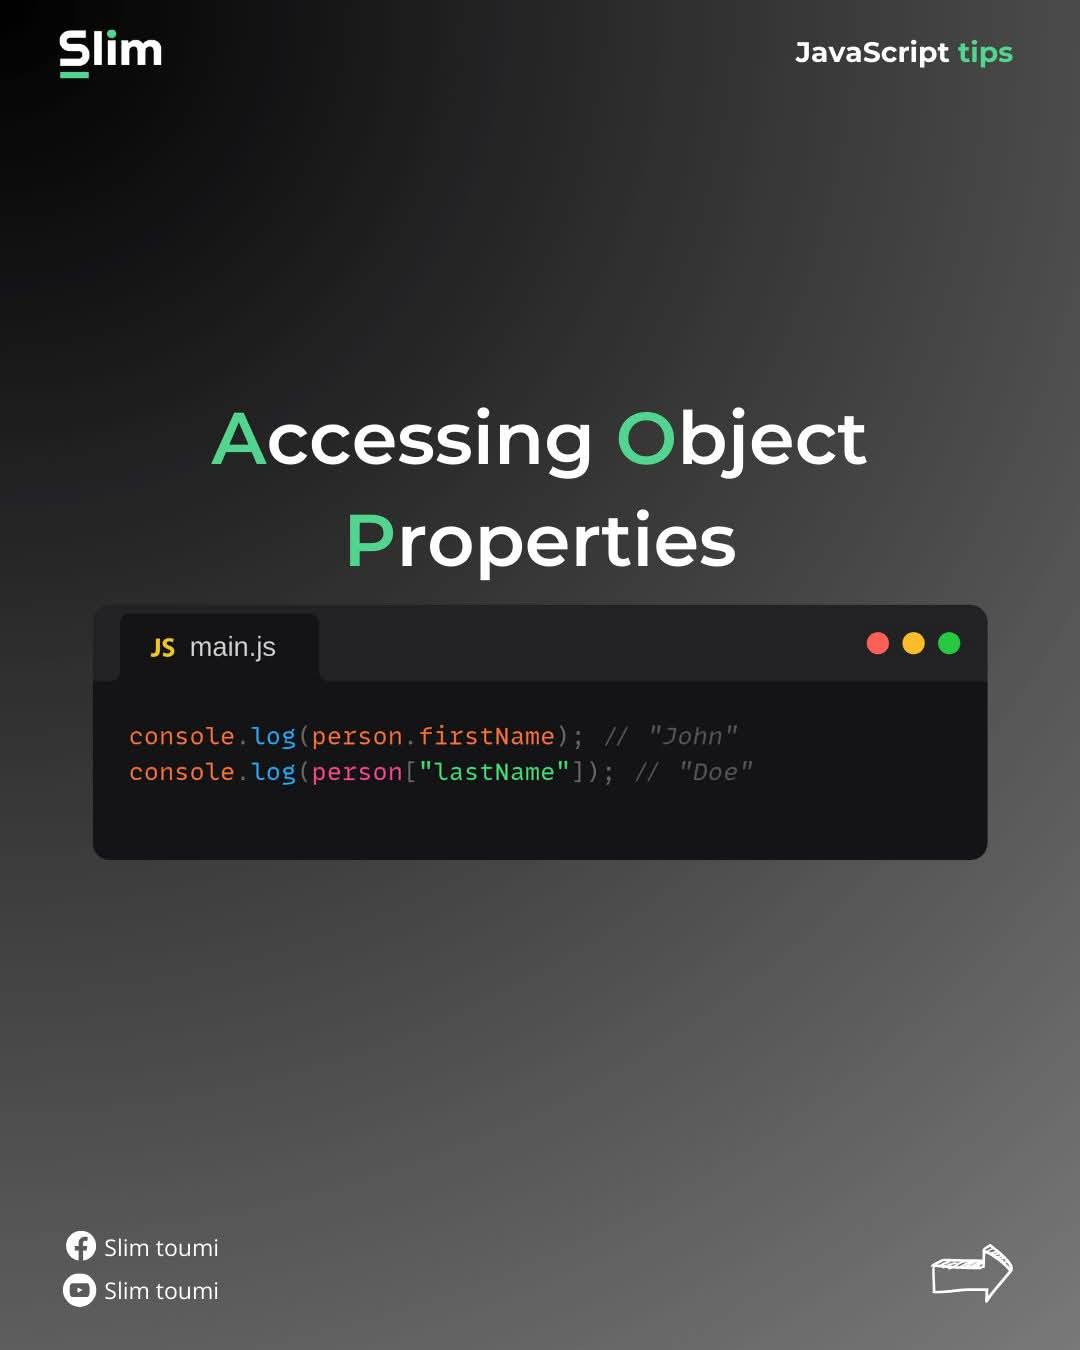 Slim
JavaScript tips
Accessing Object
Properties
JS main.js
console.log(person.firstName); // "John"
console.log(person["lastName"]); // "Doe"
Slim toumi
Slim toumi